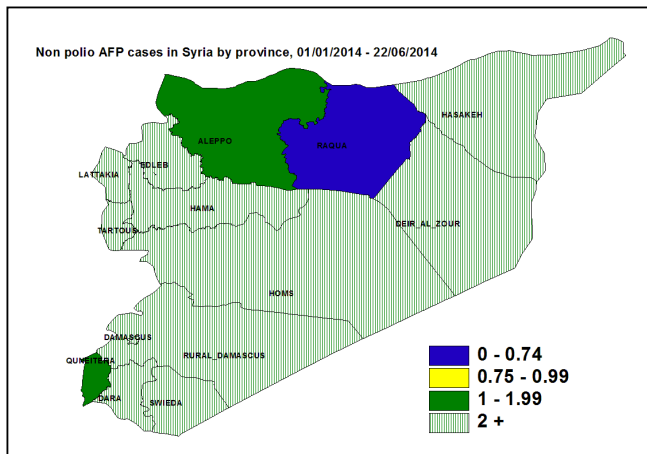 Non polio AFP cases in Syria by province, 01/01/2014 - 22/06/2014
HASAKEH
ALEPPO
RAQUA
EDLEB
LATTAKIA
HAMA
DEIR_AL_ZOUR
TARTOUS
HOMS
DAMASCUS
RURAL_DAMASCUS
QUNEITERA
DARA
SWIEDA
0 - 0.74
0.75 - 0.99
1 - 1.99
2 +